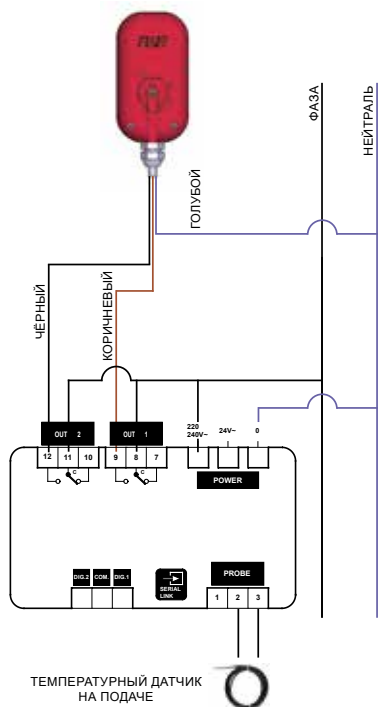 ФАЗА
НЕЙТРАЛЬ
ГОЛУБОЙ
ЧЁРНЫЙ
КОРИЧНЕВЫЙ
OUT 2
OUT 1
220
240V~
24V~
0
12 11 10
9 8 7
C
C
POWER
DIG.2 COM. DIG.1
SERIAL
LINK
PROBE
1 2 3
ТЕМПЕРАТУРНЫЙ ДАТЧИК
НА ПОДАЧЕ